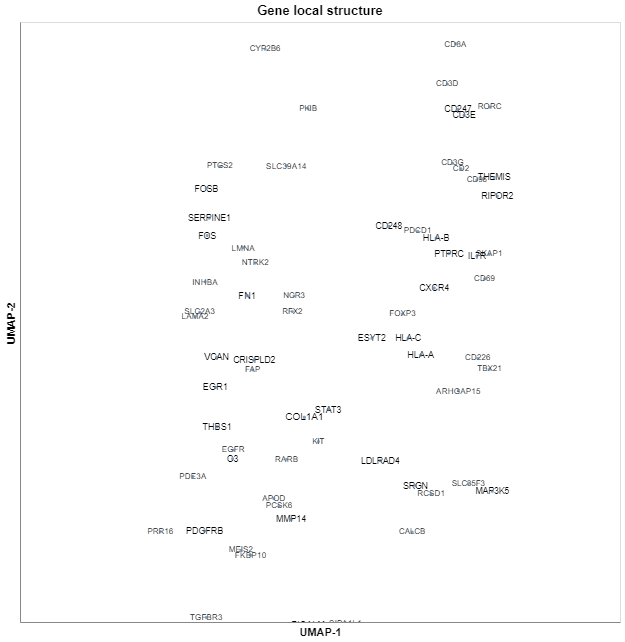 Gene local structure
CYP2B6
CD6A
CD3D
PKIB
CD247
RORC
CD3E
CD3G
CD2
PTGS2
SLC39A14
THEMIS
FOSB
RIPOR2
SERPINE1
CD248
PDCD1
FOS
HLA-B
LMNA
PTPRC
IL7R
SKAP1
NTRK2
CD69
INHBA
CXCR4
FN1
NGR3
SLC2A3
LAMA2
RFX2
FOXP3
ESYT2
HLA-C
VCAN
CRISPLD2
HLA-A
CD226
FAP
TBX21
EGR1
ARHGAP15
STAT3
COL1A1
THBS1
KIT
EGFR
C3
RARB
LDLRAD4
PDE3A
SRGN
SLC35F3
RCSD1
MAP3K5
APOD
PCSK6
MMP14
PRR16
PDGFRB
CALCB
MEIS2
FKBP10
TGFBR3
UMAP-1
UMAP-2